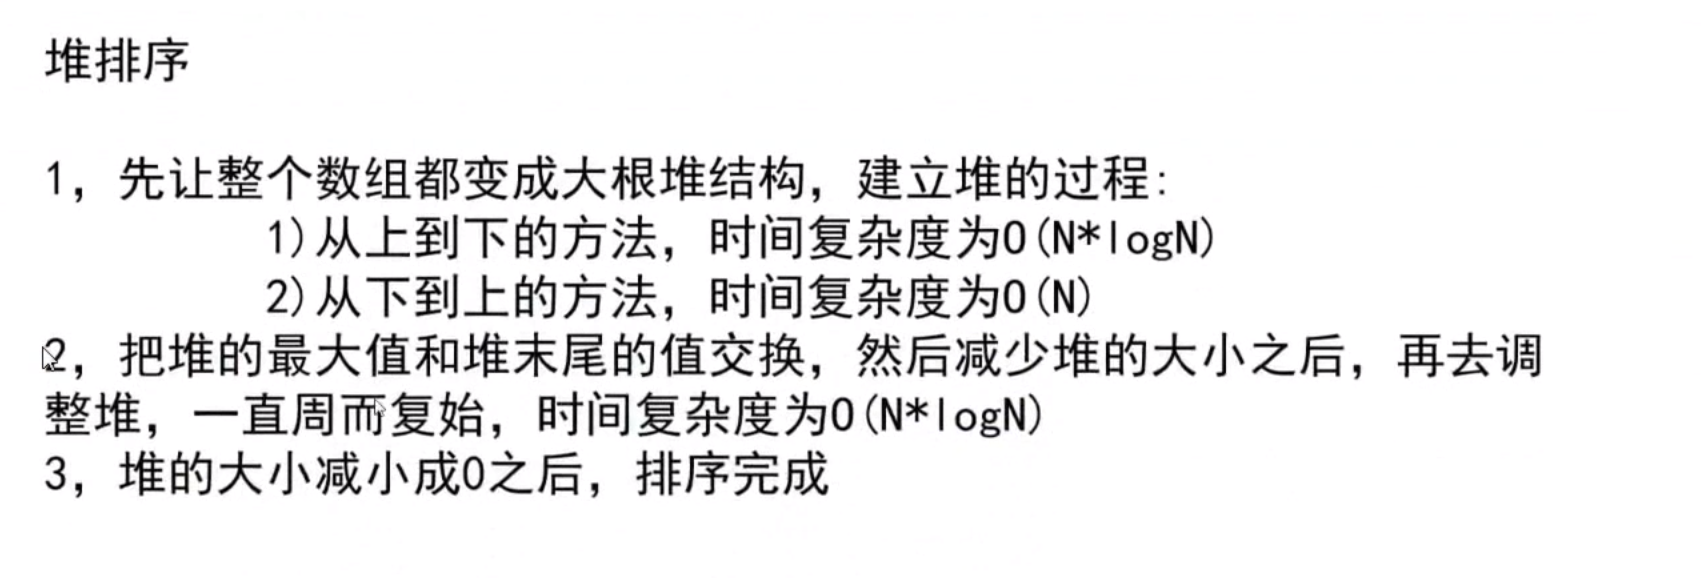 堆排序
1，先让整个数组都变成大根堆结构，建立堆的过程:
1)从上到下的方法，时间复杂度为O(N*logN)
2)从下到上的方法，时间复杂度为O(N)
2，把堆的最大值和堆末尾的值交换，然后减少堆的大小之后，再去调
整堆，一直周而复始，时间复杂度为O(N*logN)
3，堆的大小减小成0之后，排序完成